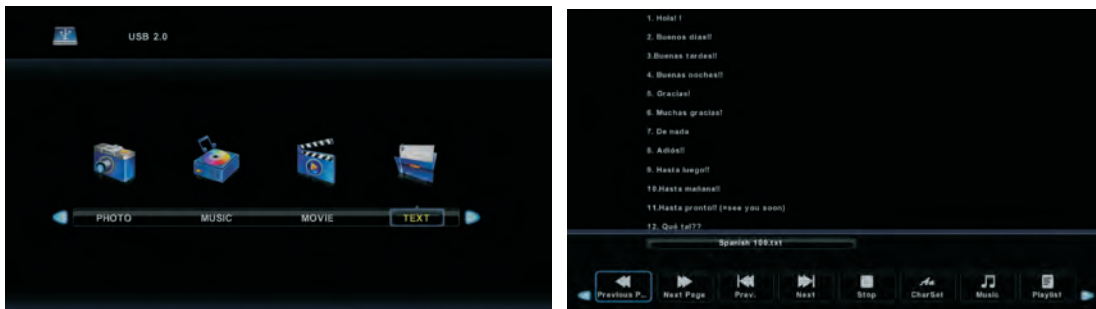 USB 2.0
PHOTO MUSIC MOVIE TEXT
1. Hola! !
2. Buenos dias!!
3.Buenas tardes!!
4. Buenas noches!!
5. Gracias!
6. Muchas gracias!
7. De nada
8. Adiós!!
9. Hasta luego!!
10.Hasta mañana!!
11.Hasta pronto!! (=see you soon)
12. Qué tal??
Spanish 100.txt
Previous P... Next Page Prev. Next Stop CharSet Music Playlist